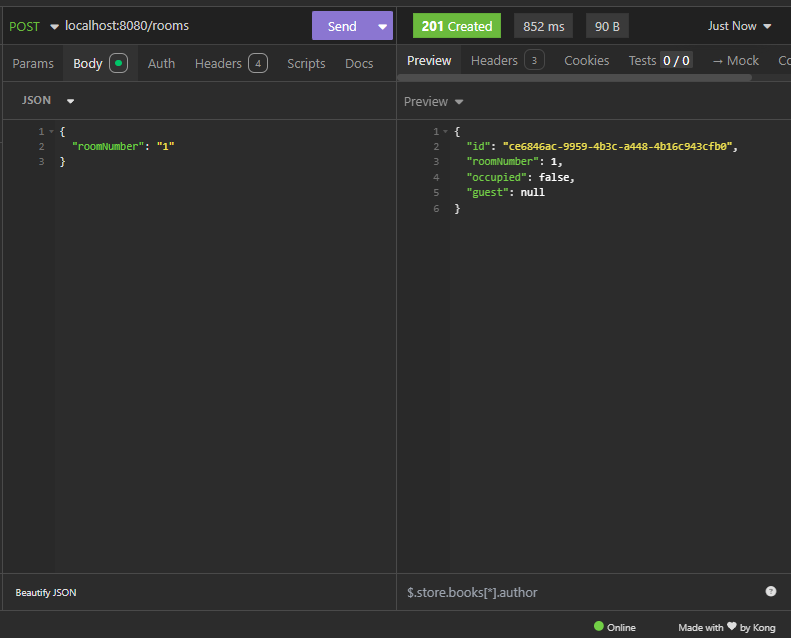 POST localhost:8080/rooms Send
201 Created 852 ms 90 B Just Now
Params Body Auth Headers 4 Scripts Docs
Preview Headers 3 Cookies Tests 0 / 0 → Mock Co
JSON
Preview
1 {
2 "roomNumber": "1"
3 }
1 {
2 "id": "ce6846ac-9959-4b3c-a448-4b16c943cfb0",
3 "roomNumber": 1,
4 "occupied": false,
5 "guest": null
6 }
Beautify JSON
$.store.books[*].author ?
Online Made with ❤ by Kong